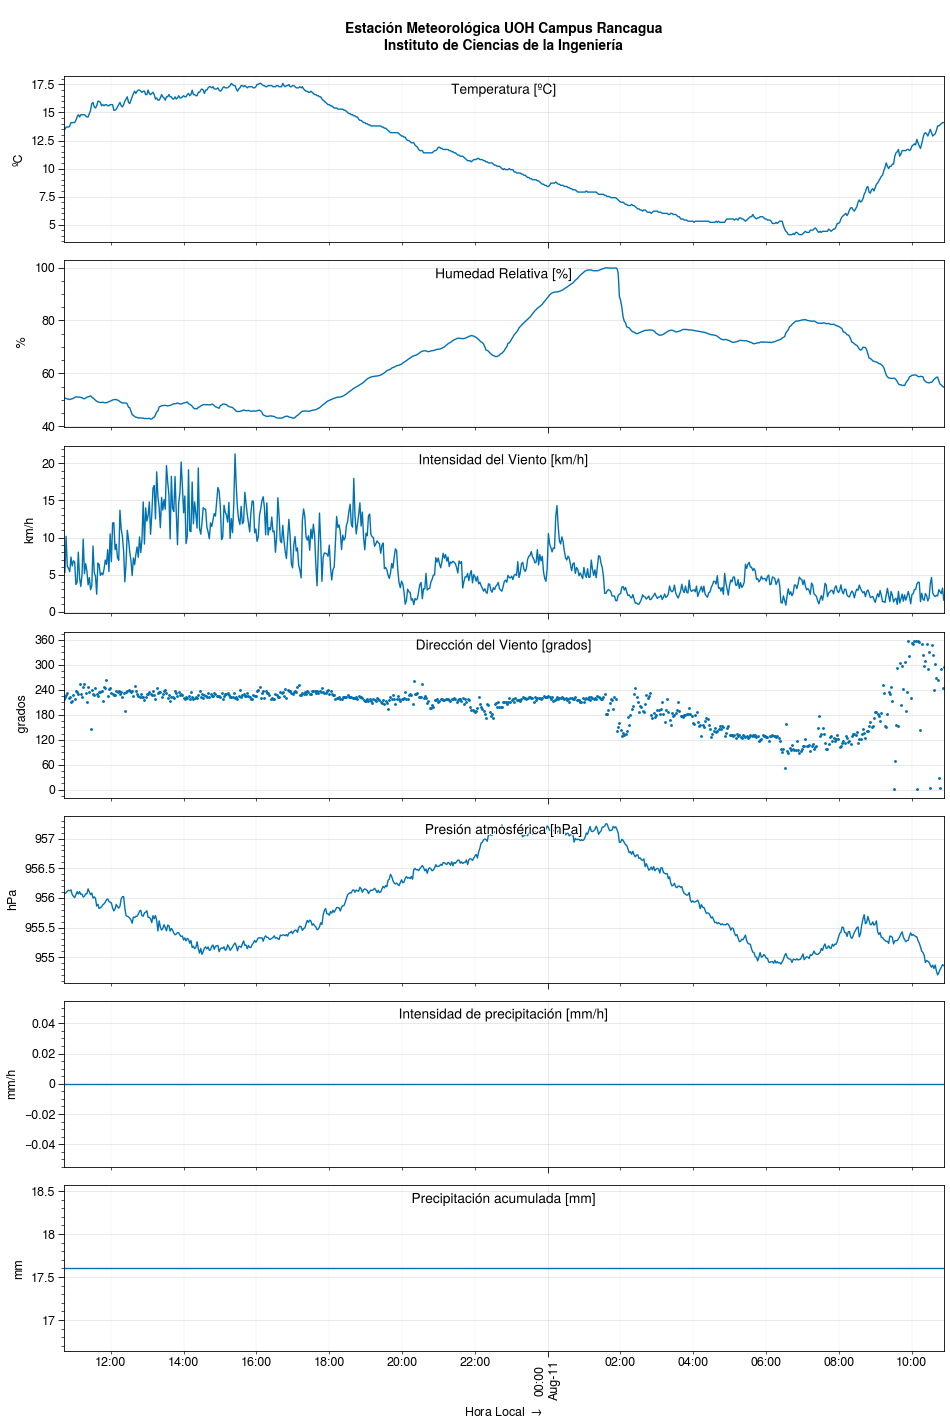 Estación Meteorológica UOH Campus Rancagua
Instituto de Ciencias de la Ingeniería
Temperatura [ºC]
ºC
17.5
15
12.5
10
7.5
5
Humedad Relativa [%]
%
100
80
60
40
Intensidad del Viento [km/h]
km/h
20
15
10
5
0
Dirección del Viento [grados]
grados
360
300
240
180
120
60
0
Presión atmosférica [hPa]
hPa
957
956.5
956
955.5
955
Intensidad de precipitación [mm/h]
mm/h
0.04
0.02
0
−0.02
−0.04
Precipitación acumulada [mm]
mm
18.5
18
17.5
17
12:00 14:00 16:00 18:00 20:00 22:00 00:00 02:00 04:00 06:00 08:00 10:00
Aug-11
Hora Local →